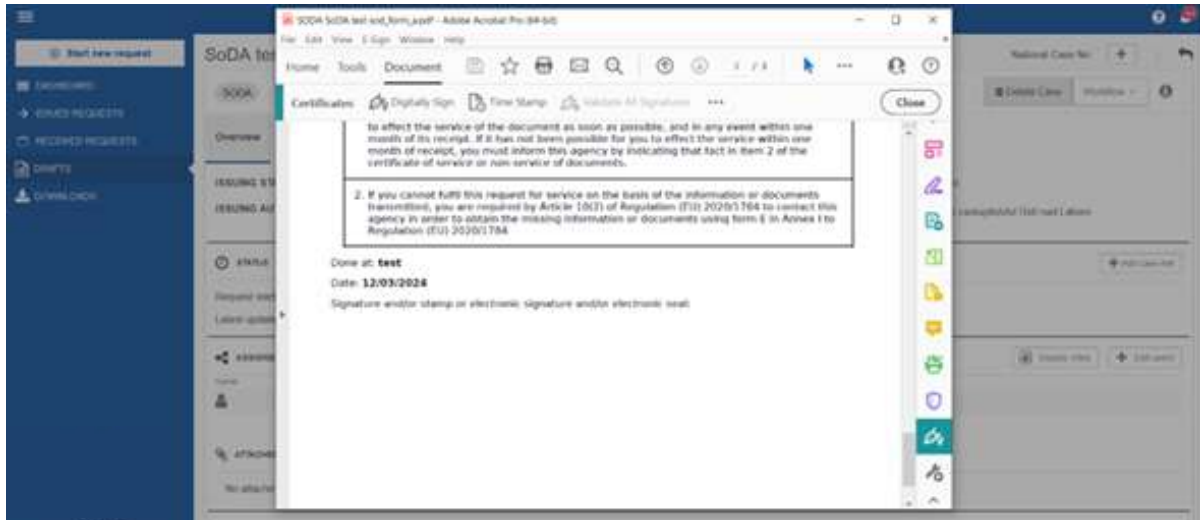 SODA SoDA test sod_form_a.pdf - Adobe Acrobat Pro (64-bit)
File Edit View E-Sign Window Help
Start new request
SoDA
National Case No:
Home Tools Document
DASHBOARD
SODA
Delete Case Workflow
ISSUED REQUESTS
Certificates Digitally Sign Time Stamp Validate All Signatures
Close
RECEIVED REQUESTS
Overview
DRAFTS
DOWNLOADS
to effect the service of the document as soon as possible, and in any event within one
month of its receipt. If it has not been possible for you to effect the service within one
month of receipt, you must inform this agency by indicating that fact in Item 2 of the
certificate of service or non-service of documents.
ISSUING
ISSUING
2. If you cannot fulfil this request for service on the basis of the information or documents
transmitted, you are required by Article 10(2) of Regulation (EU) 2020/1784 to contact this
agency in order to obtain the missing information or documents using form E in Annex I to
Regulation (EU) 2020/1784
STATUS
Done at: test
Date: 12/03/2024
Signature and/or stamp or electronic signature and/or electronic seal:
Request
Latest
Name
No